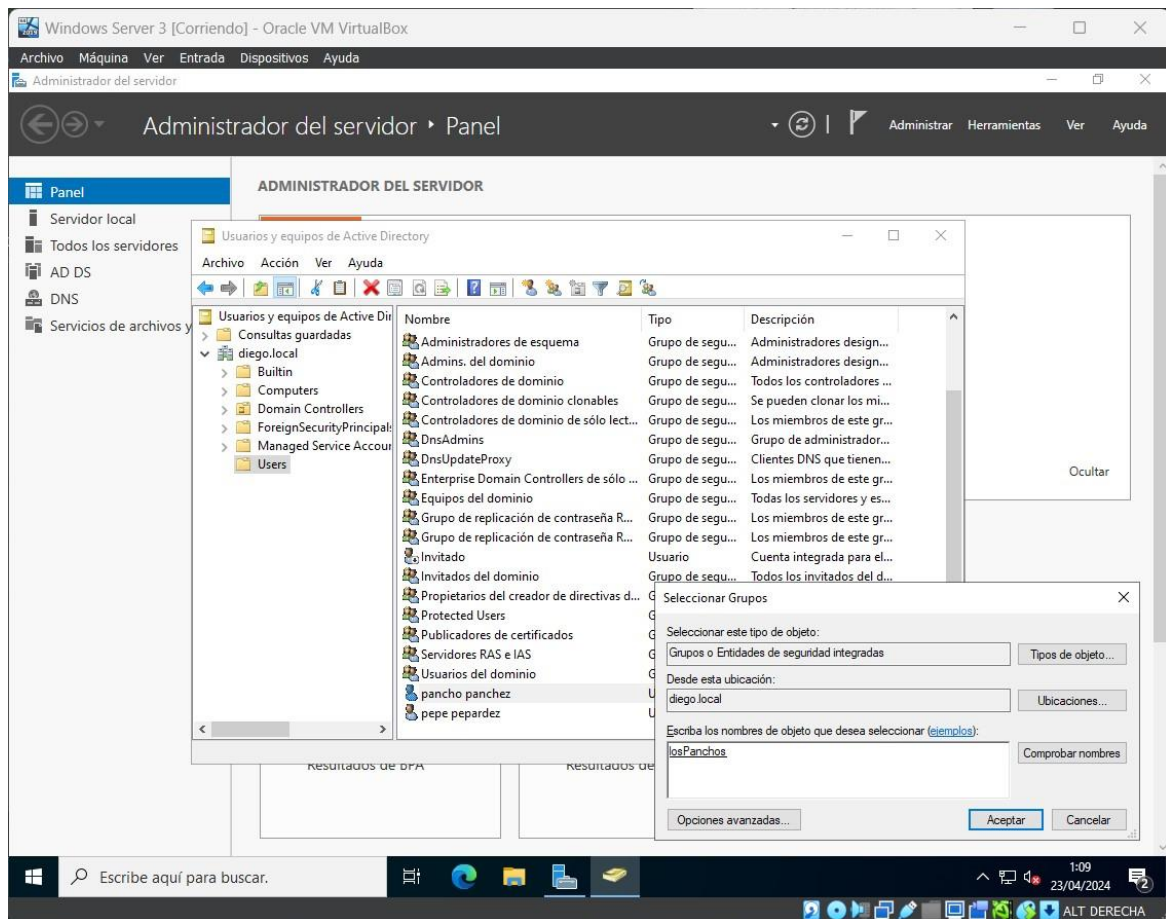 Windows Server 3 [Corriendo] - Oracle VM VirtualBox
Archivo Máquina Ver Entrada Dispositivos Ayuda
Administrador del servidor
Administrador del servidor ‣ Panel
Administrar Herramientas Ver Ayuda
Panel
Servidor local
Todos los servidores
AD DS
DNS
Servicios de archivos y
ADMINISTRADOR DEL SERVIDOR
Usuarios y equipos de Active Directory
Archivo Acción Ver Ayuda
Usuarios y equipos de Active Dir
Consultas guardadas
diego.local
Builtin
Computers
Domain Controllers
ForeignSecurityPrincipals
Managed Service Accour
Users
Nombre Tipo Descripción
Administradores de esquema Grupo de segu... Administradores design...
Admins. del dominio Grupo de segu... Administradores design...
Controladores de dominio Grupo de segu... Todos los controladores ...
Controladores de dominio clonables Grupo de segu... Se pueden clonar los mi...
Controladores de dominio de sólo lect... Grupo de segu... Los miembros de este gr...
DnsAdmins Grupo de segu... Grupo de administrador...
DnsUpdateProxy Grupo de segu... Clientes DNS que tienen...
Enterprise Domain Controllers de sólo ... Grupo de segu... Los miembros de este gr...
Equipos del dominio Grupo de segu... Todas los servidores y es...
Grupo de replicación de contraseña R... Grupo de segu... Los miembros de este gr...
Grupo de replicación de contraseña R... Grupo de segu... Los miembros de este gr...
Invitado Usuario Cuenta integrada para el...
Invitados del dominio Grupo de segu... Todos los invitados del d...
Propietarios del creador de directivas d... G
Protected Users G
Publicadores de certificados G
Servidores RAS e IAS G
Usuarios del dominio G
pancho panchez U
pepe pepardez U
Ocultar
Seleccionar Grupos
Seleccionar este tipo de objeto:
Grupos o Entidades de seguridad integradas Tipos de objeto...
Desde esta ubicación:
diego.local Ubicaciones...
Escriba los nombres de objeto que desea seleccionar (ejemplos):
losPanchos Comprobar nombres
Opciones avanzadas... Aceptar Cancelar
Resultados de BPA Resultados de
Escribe aquí para buscar.
1:09
23/04/2024
2
ALT DERECHA